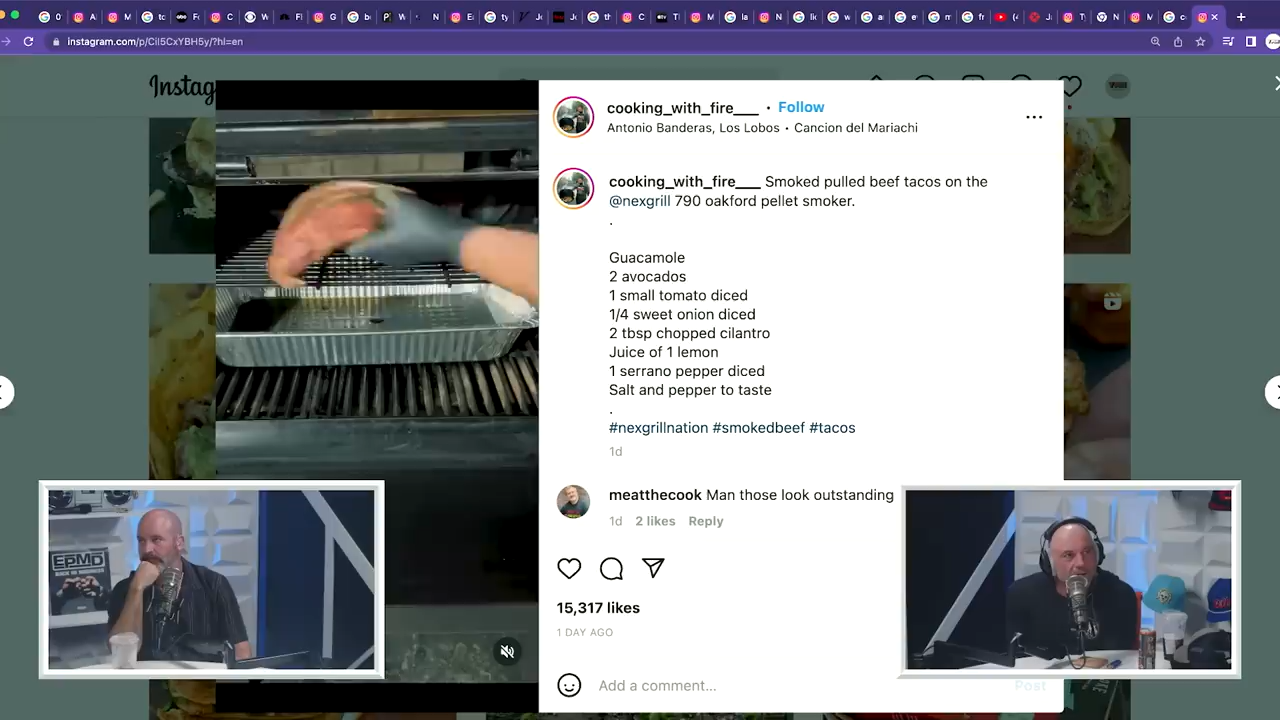 instagram.com/p/CiI5CxYBH5y/?hl=en
Instag
cooking_with_fire___ • Follow
Antonio Banderas, Los Lobos • Cancion del Mariachi
cooking_with_fire___ Smoked pulled beef tacos on the
@nexgrill 790 oakford pellet smoker.
.
Guacamole
2 avocados
1 small tomato diced
1/4 sweet onion diced
2 tbsp chopped cilantro
Juice of 1 lemon
1 serrano pepper diced
Salt and pepper to taste
.
#nexgrillnation #smokedbeef #tacos
1d
meatthecook Man those look outstanding
1d 2 likes Reply
15,317 likes
1 DAY AGO
Add a comment...
Post
EPMD